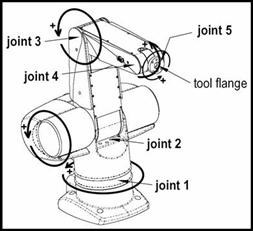 joint 5
joint 3
joint 4
tool flange
joint 2
joint 1
+
+
+
+
+